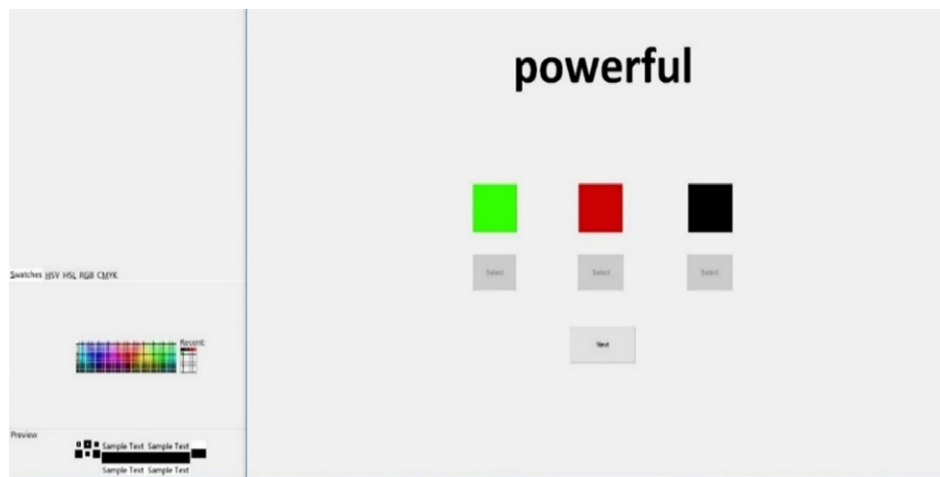 powerful
Select
Select
Select
Next
Swatches HSV HSL RGB CMYK
Recent:
Preview
Sample Text Sample Text
Sample Text Sample Text